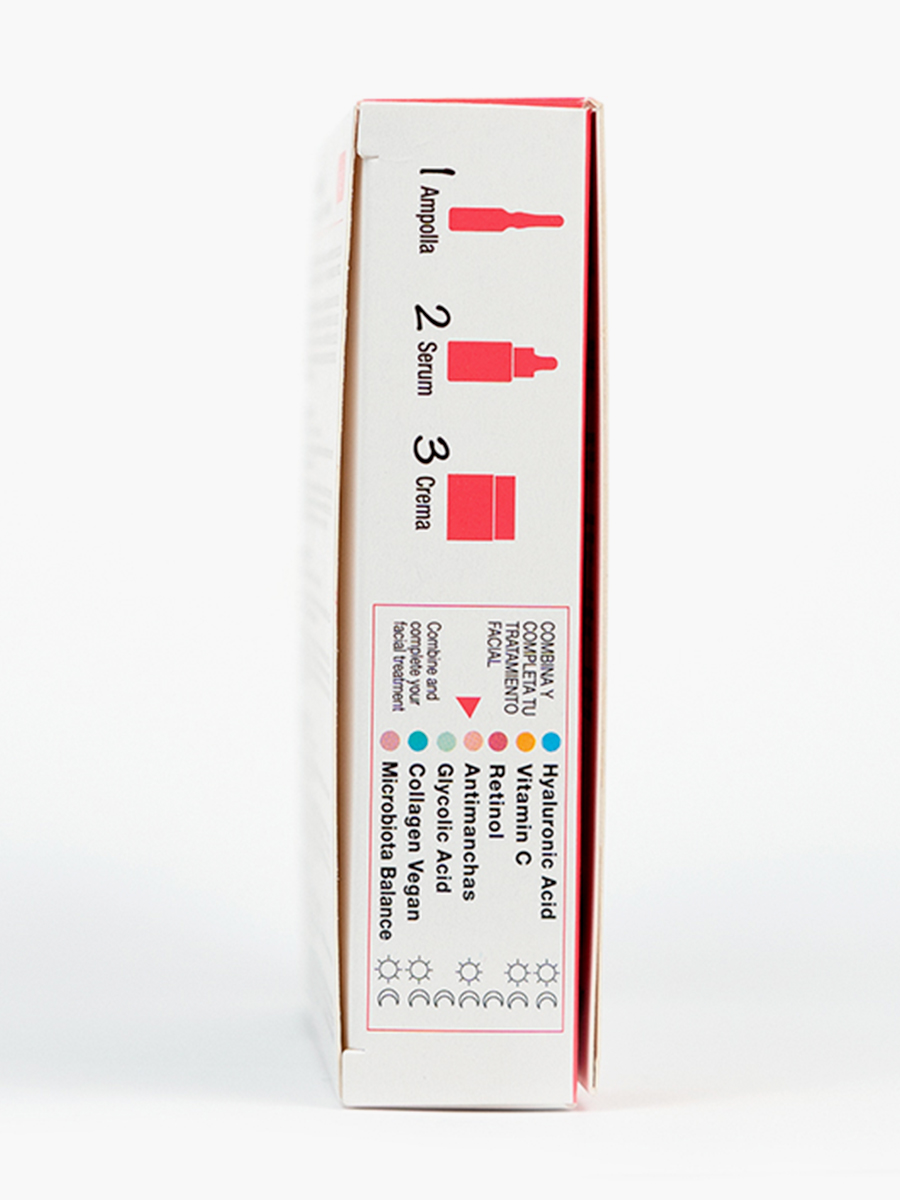 1 Ampolla
2 Serum
3 Crema
COMBINA Y
COMPLETA TU
TRATAMIENTO
FACIAL
Combine and
complete your
facial treatment
Hyaluronic Acid
Vitamin C
Retinol
Antimanchas
Glycolic Acid
Collagen Vegan
Microbiota Balance